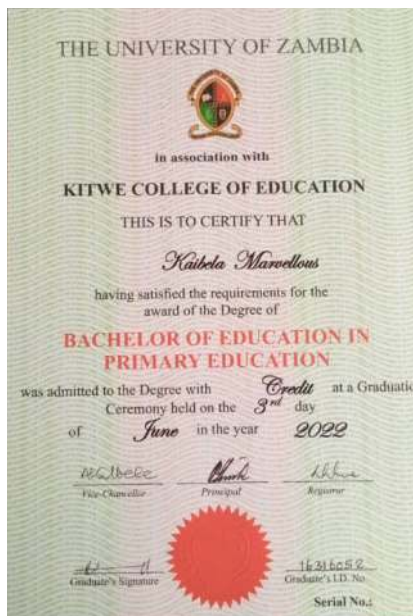 THE UNIVERSITY OF ZAMBIA
in association with
KITWE COLLEGE OF EDUCATION
THIS IS TO CERTIFY THAT
Kaibela Marvellous
having satisfied the requirements for the
award of the Degree of
BACHELOR OF EDUCATION IN
PRIMARY EDUCATION
was admitted to the Degree with Credit at a Graduatio
Ceremony held on the 3rd day
of June in the year 2022
Vice-Chancellor Principal Registrar
16316052
Graduate's Signature Graduate's I.D. No
Serial No.: